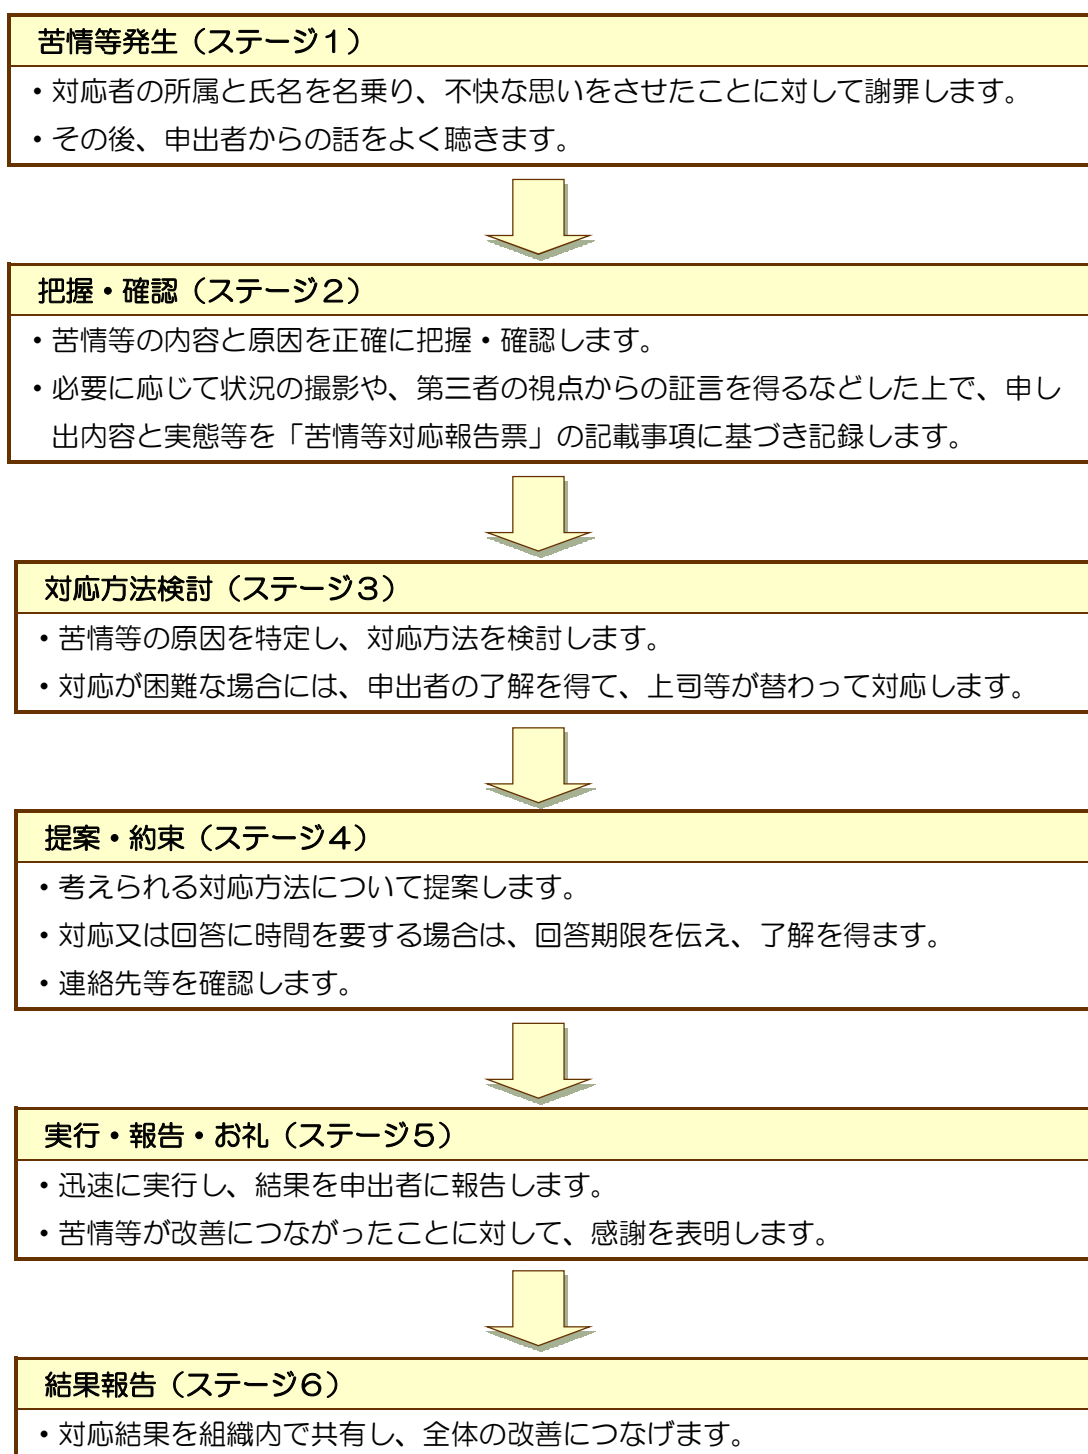 苦情等発生（ステージ１）
・対応者の所属と氏名を名乗り、不快な思いをさせたことに対して謝罪します。
・その後、申出者からの話をよく聴きます。
把握・確認（ステージ２）
・苦情等の内容と原因を正確に把握・確認します。
・必要に応じて状況の撮影や、第三者の視点からの証言を得るなどした上で、申し
出内容と実態等を「苦情等対応報告票」の記載事項に基づき記録します。
対応方法検討（ステージ３）
・苦情等の原因を特定し、対応方法を検討します。
・対応が困難な場合には、申出者の了解を得て、上司等が替わって対応します。
提案・約束（ステージ４）
・考えられる対応方法について提案します。
・対応又は回答に時間を要する場合は、回答期限を伝え、了解を得ます。
・連絡先等を確認します。
実行・報告・お礼（ステージ５）
・迅速に実行し、結果を申出者に報告します。
・苦情等が改善につながったことに対して、感謝を表明します。
結果報告（ステージ６）
・対応結果を組織内で共有し、全体の改善につなげます。